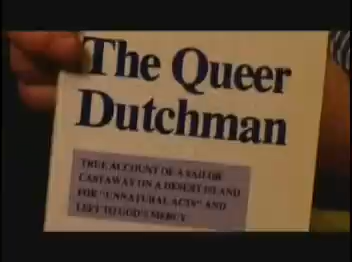 The Queer
Dutchman
TRUE ACCOUNT OF A SAILOR
CASTAWAY ON A DESERT ISLAND
FOR "UNNATURAL ACTS" AND
LEFT TO GOD'S MERCY